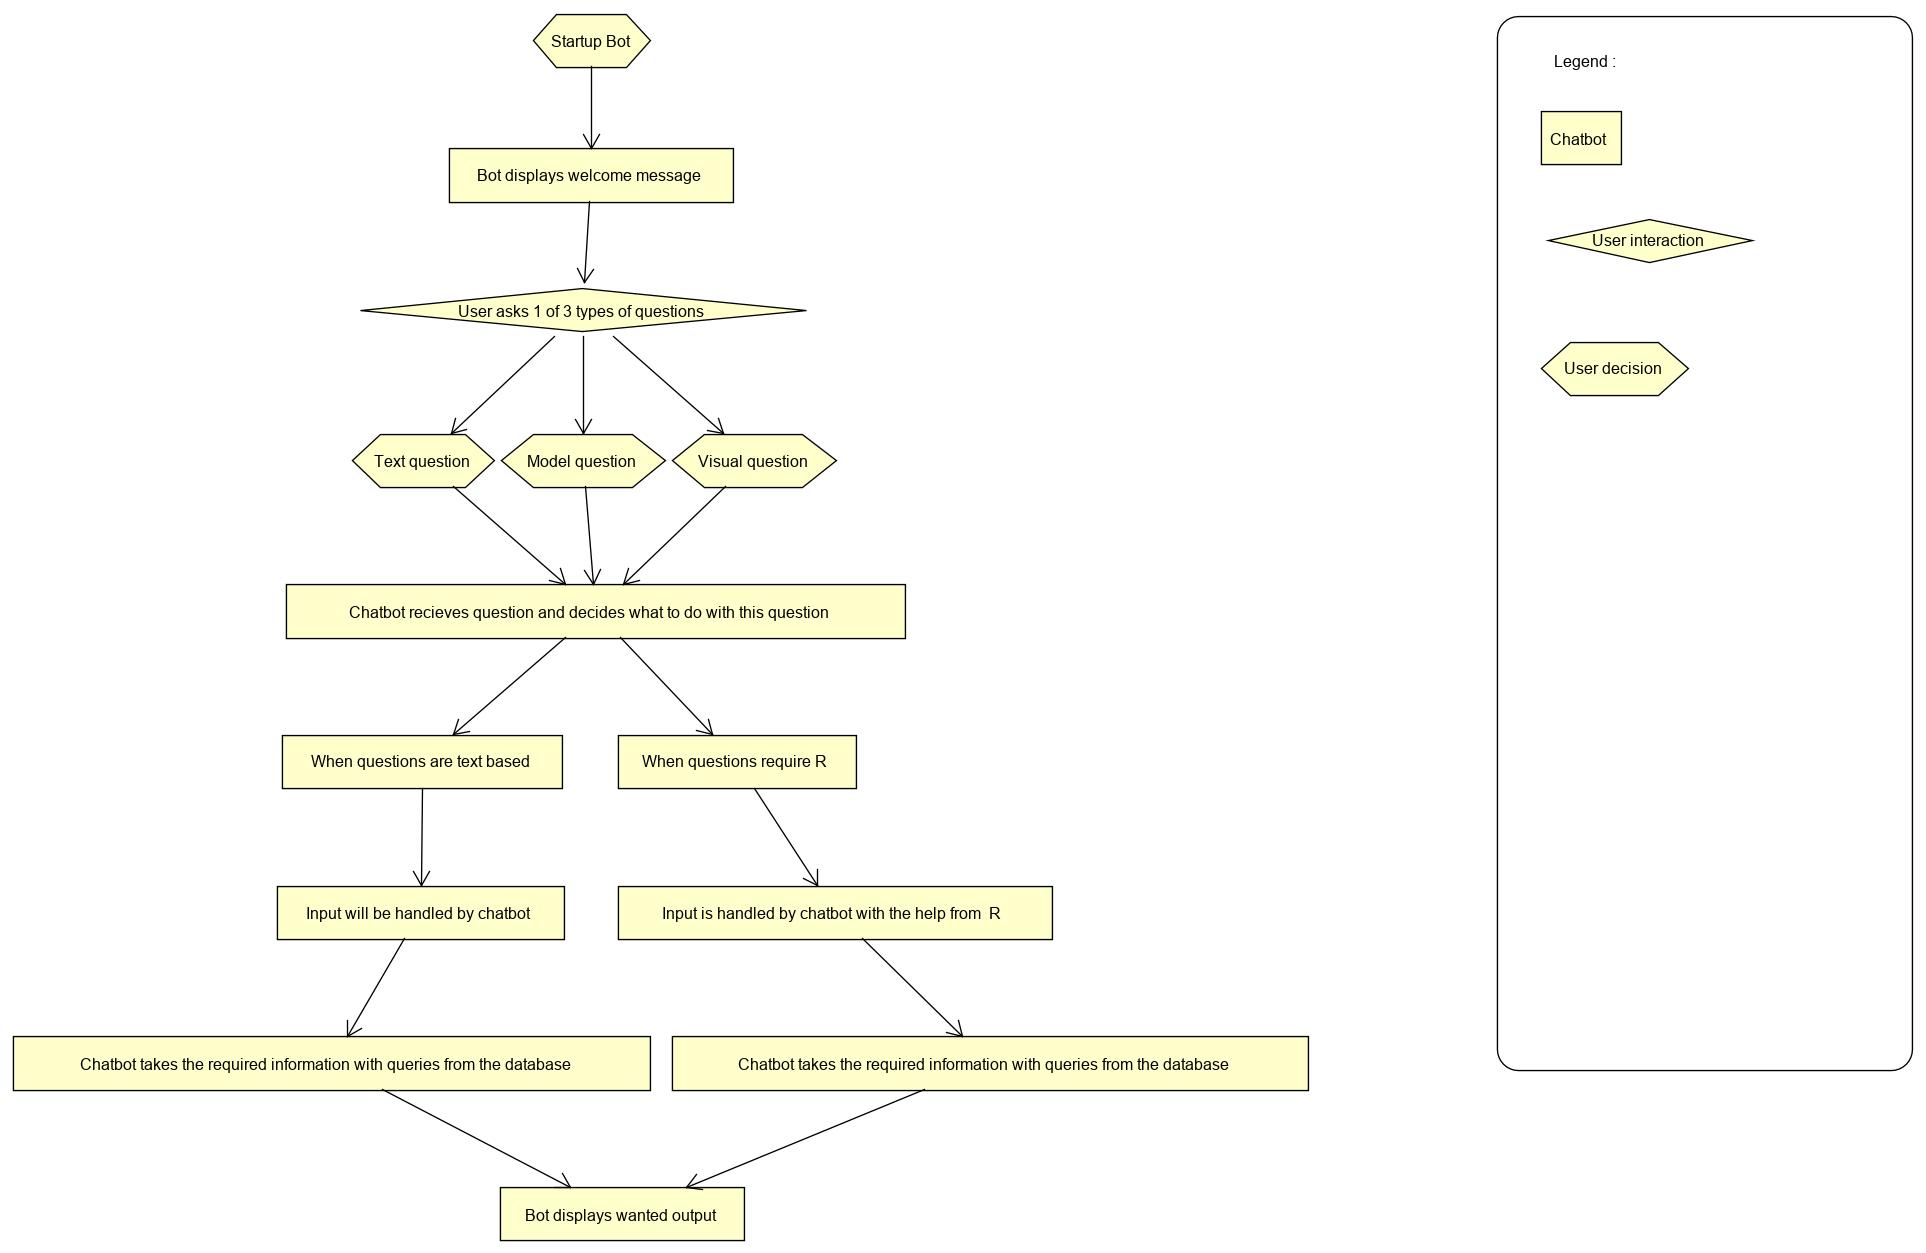 Startup Bot
Bot displays welcome message
User asks 1 of 3 types of questions
Text question
Model question
Visual question
Chatbot recieves question and decides what to do with this question
When questions are text based
When questions require R
Input will be handled by chatbot
Input is handled by chatbot with the help from  R
Chatbot takes the required information with queries from the database
Chatbot takes the required information with queries from the database
Bot displays wanted output
Legend :
Chatbot
User interaction
User decision